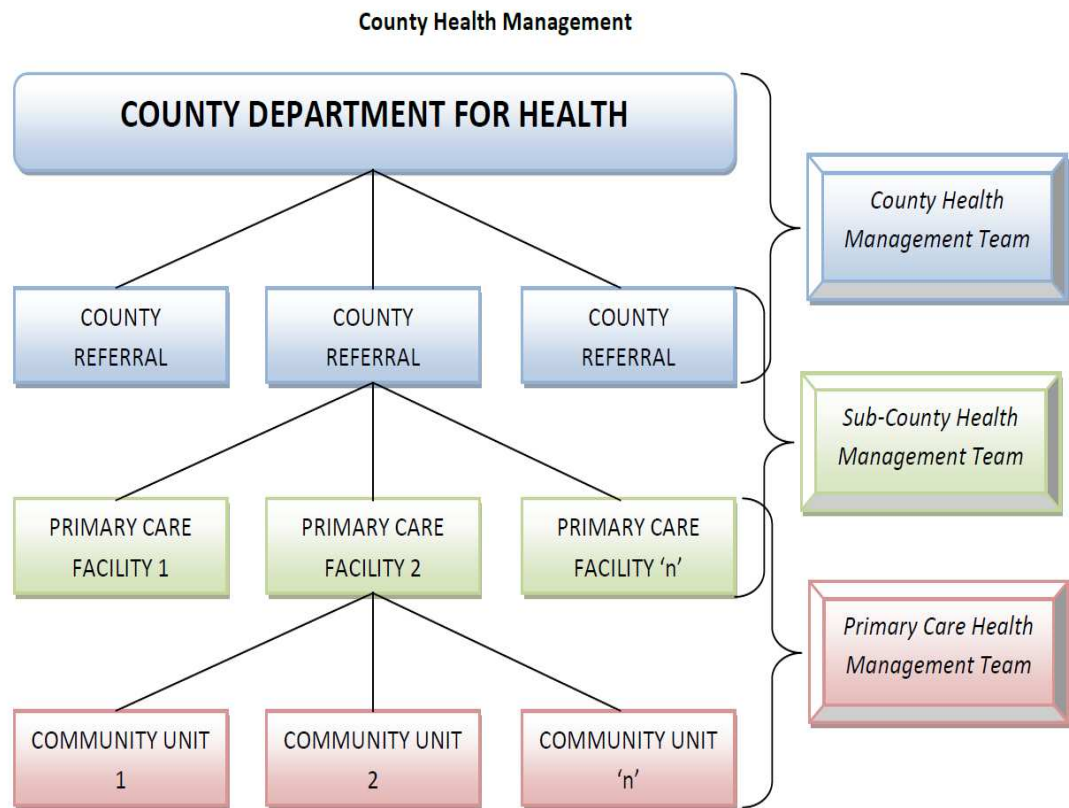 County Health Management
COUNTY DEPARTMENT FOR HEALTH
County Health
Management Team
COUNTY
REFERRAL
COUNTY
REFERRAL
COUNTY
REFERRAL
Sub-County Health
Management Team
PRIMARY CARE
FACILITY 1
PRIMARY CARE
FACILITY 2
PRIMARY CARE
FACILITY ‘n’
Primary Care Health
Management Team
COMMUNITY UNIT
1
COMMUNITY UNIT
2
COMMUNITY UNIT
‘n’